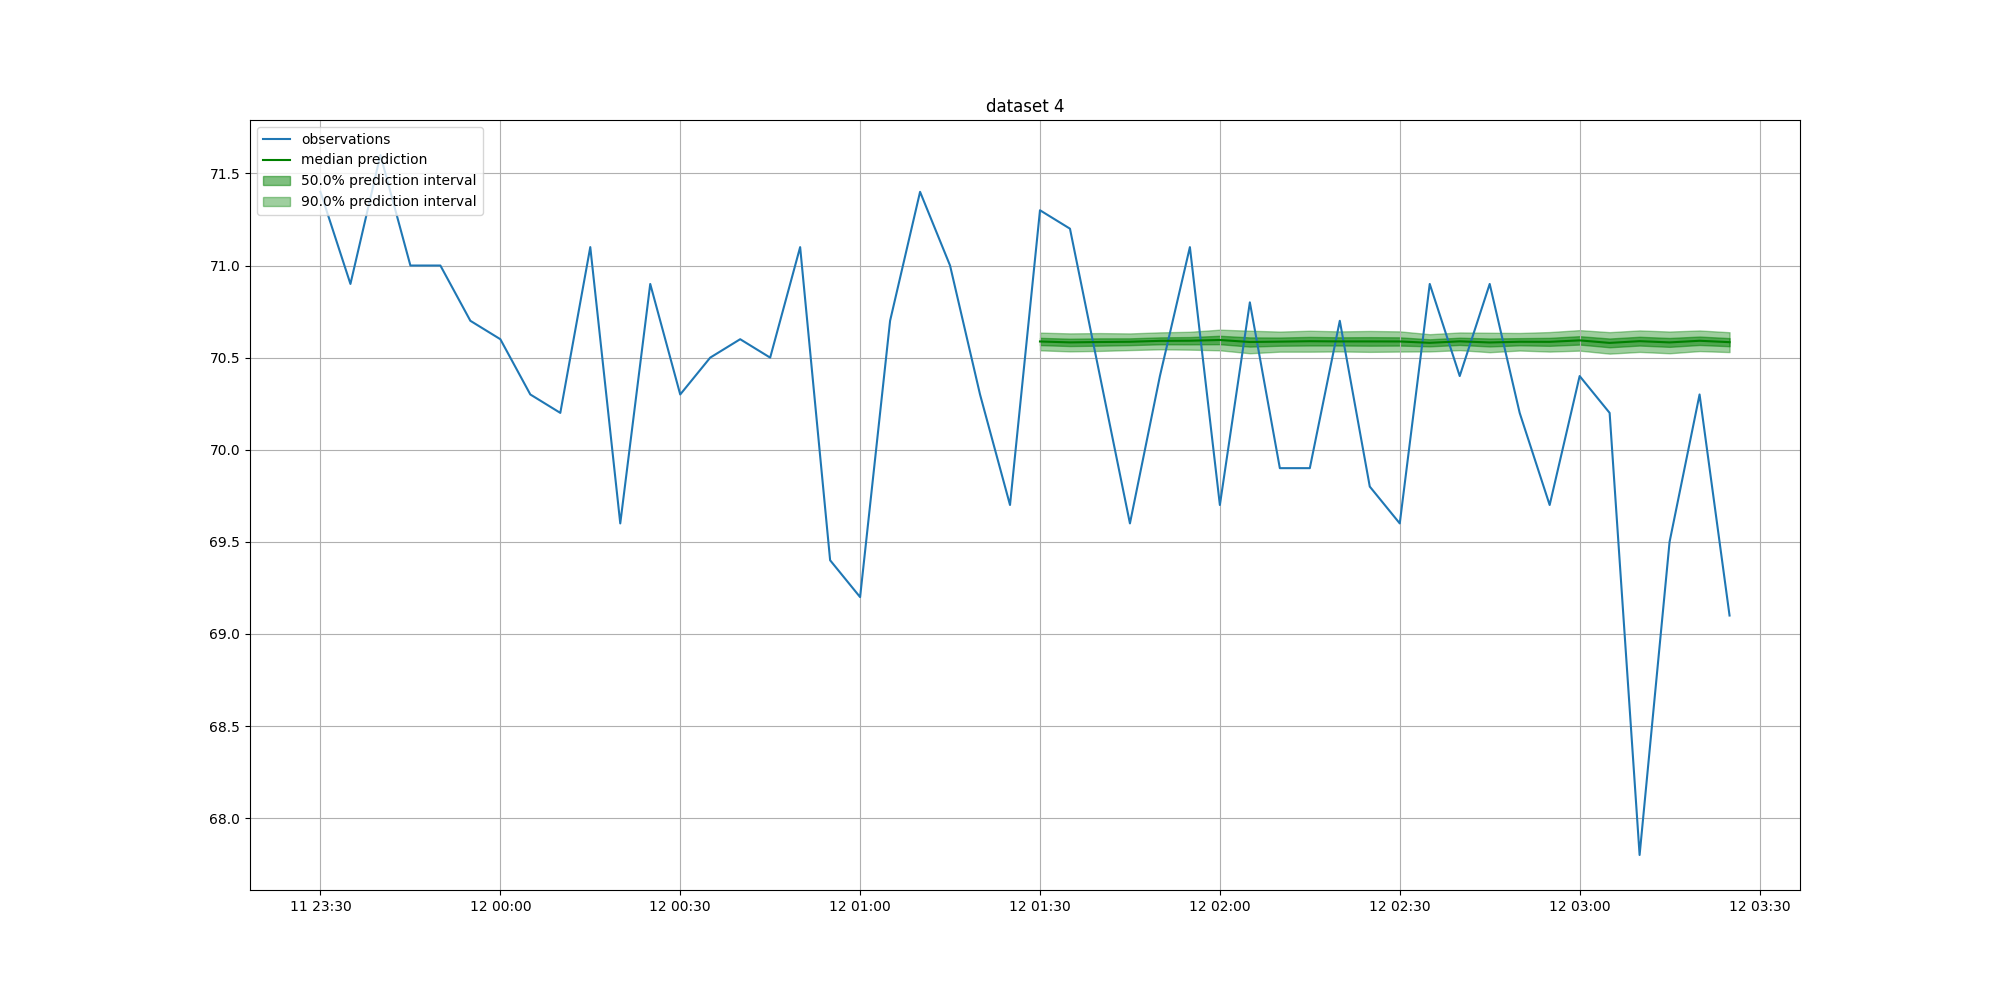 dataset 4
observations
median prediction
50.0% prediction interval
90.0% prediction interval
71.5
71.0
70.5
70.0
69.5
69.0
68.5
68.0
11 23:30 12 00:00 12 00:30 12 01:00 12 01:30 12 02:00 12 02:30 12 03:00 12 03:30